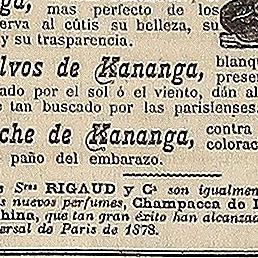 mas perfecto de los
erva al cútis su belleza, su
y su trasparencia.
lvos de Kananga, blanq
presen
ado por el sol ó el viento, dán al
tan buscado por las parisienses.
che de Kananga, contra
coloraci
paño del embarazo.
s Sres RIGAUD y Ca son igualmen
s nuevos perfumes, Champacca de L
hina, que tan gran éxito han alcanzad
ersal de Paris de 1878.